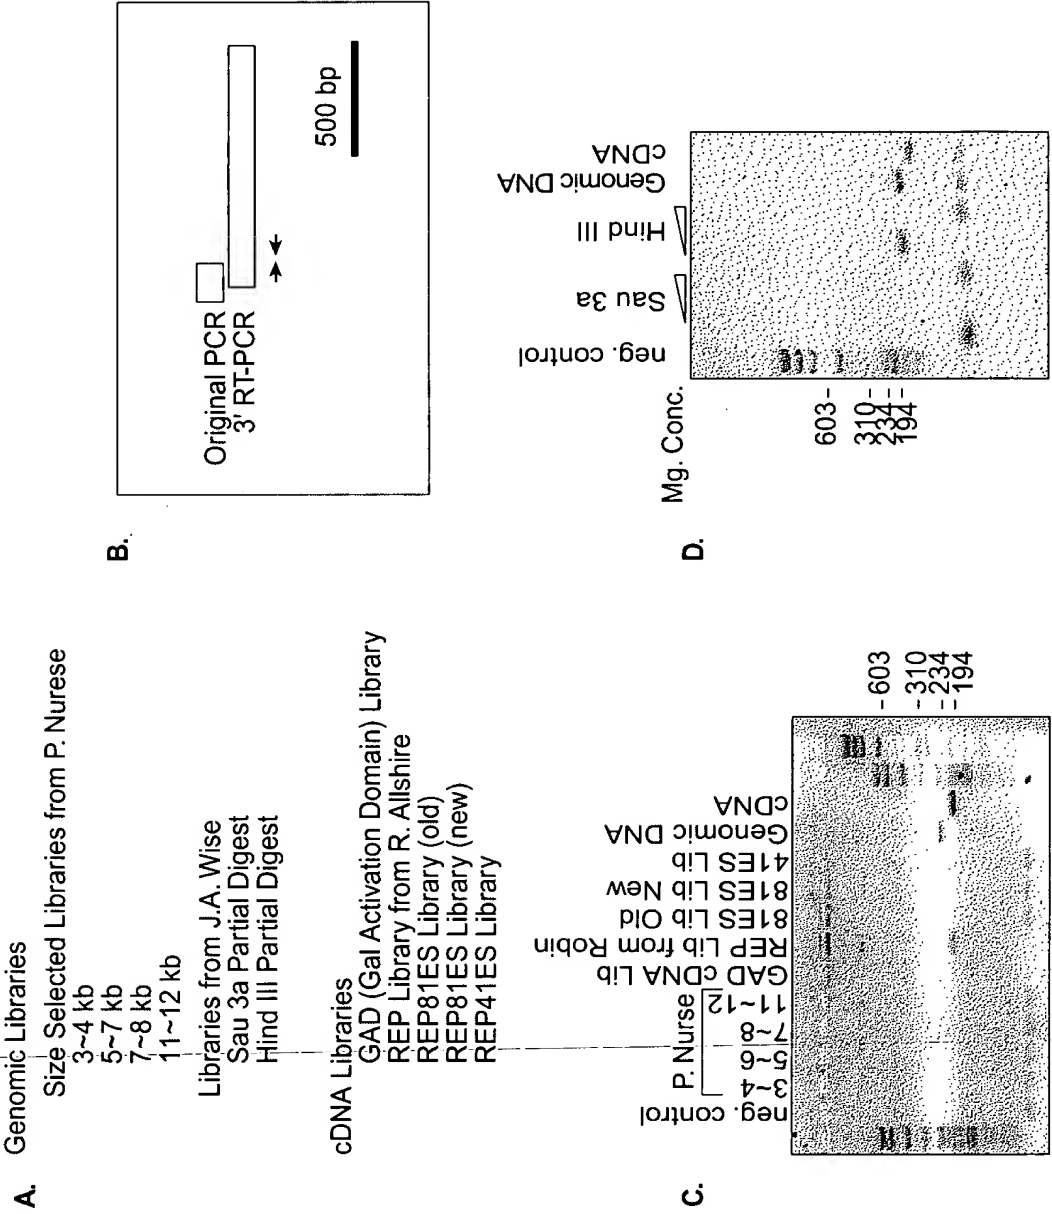 A.
Genomic Libraries
Size Selected Libraries from P. Nurese
3~4 kb
5~7 kb
7~8 kb
11~12 kb
Libraries from J.A. Wise
Sau 3a Partial Digest
Hind III Partial Digest
cDNA Libraries
GAD (Gal Activation Domain) Library
REP Library from R. Allshire
REP81ES Library (old)
REP81ES Library (new)
REP41ES Library
B.
Original PCR
3' RT-PCR
500 bp
C.
neg. control
P. Nurse
3~4
5~6
7~8
11~12
GAD cDNA Lib
REP Lib from Robin
81ES Lib Old
81ES Lib New
41ES Lib
Genomic DNA
cDNA
-603
-310
-234
-194
D.
Mg. Conc.
neg. control
Sau 3a
Hind III
Genomic DNA
cDNA
603-
310-
234-
194-